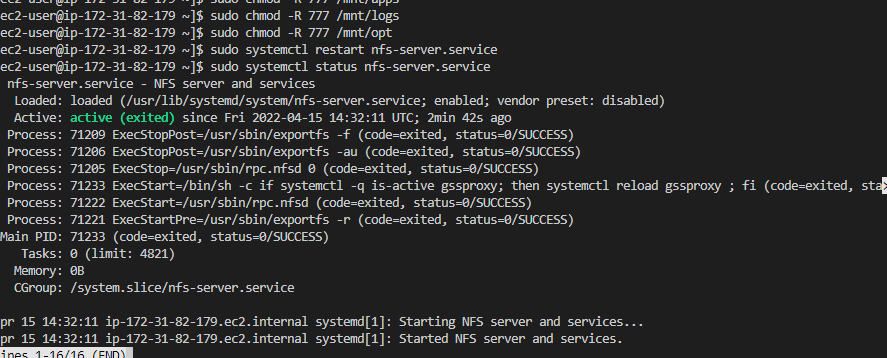 ec2-user@ip-172-31-82-179 ~]$ sudo chmod -R 777 /mnt/apps
ec2-user@ip-172-31-82-179 ~]$ sudo chmod -R 777 /mnt/logs
ec2-user@ip-172-31-82-179 ~]$ sudo chmod -R 777 /mnt/opt
ec2-user@ip-172-31-82-179 ~]$ sudo systemctl restart nfs-server.service
ec2-user@ip-172-31-82-179 ~]$ sudo systemctl status nfs-server.service
nfs-server.service - NFS server and services
Loaded: loaded (/usr/lib/systemd/system/nfs-server.service; enabled; vendor preset: disabled)
Active: active (exited) since Fri 2022-04-15 14:32:11 UTC; 2min 42s ago
Process: 71209 ExecStopPost=/usr/sbin/exportfs -f (code=exited, status=0/SUCCESS)
Process: 71206 ExecStopPost=/usr/sbin/exportfs -au (code=exited, status=0/SUCCESS)
Process: 71205 ExecStop=/usr/sbin/rpc.nfsd 0 (code=exited, status=0/SUCCESS)
Process: 71233 ExecStart=/bin/sh -c if systemctl -q is-active gssproxy; then systemctl reload gssproxy ; fi (code=exited, sta>
Process: 71222 ExecStart=/usr/sbin/rpc.nfsd (code=exited, status=0/SUCCESS)
Process: 71221 ExecStartPre=/usr/sbin/exportfs -r (code=exited, status=0/SUCCESS)
Main PID: 71233 (code=exited, status=0/SUCCESS)
Tasks: 0 (limit: 4821)
Memory: 0B
CGroup: /system.slice/nfs-server.service
pr 15 14:32:11 ip-172-31-82-179.ec2.internal systemd[1]: Starting NFS server and services...
pr 15 14:32:11 ip-172-31-82-179.ec2.internal systemd[1]: Started NFS server and services.
ines 1-16/16 (END)